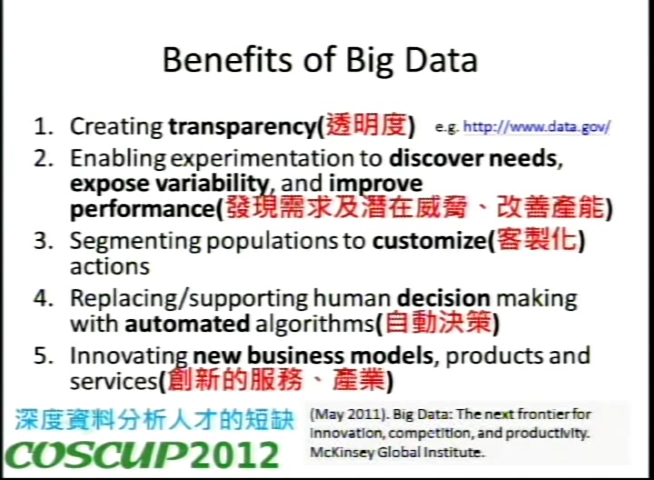 Benefits of Big Data
1. Creating transparency(透明度) e.g. http://www.data.gov/
2. Enabling experimentation to discover needs,
expose variability, and improve
performance(發現需求及潛在威脅、改善產能)
3. Segmenting populations to customize(客製化)
actions
4. Replacing/supporting human decision making
with automated algorithms(自動決策)
5. Innovating new business models, products and
services(創新的服務、產業)
深度資料分析人才的短缺
COSCUP2012
(May 2011). Big Data: The next frontier for
innovation, competition, and productivity.
McKinsey Global Institute.